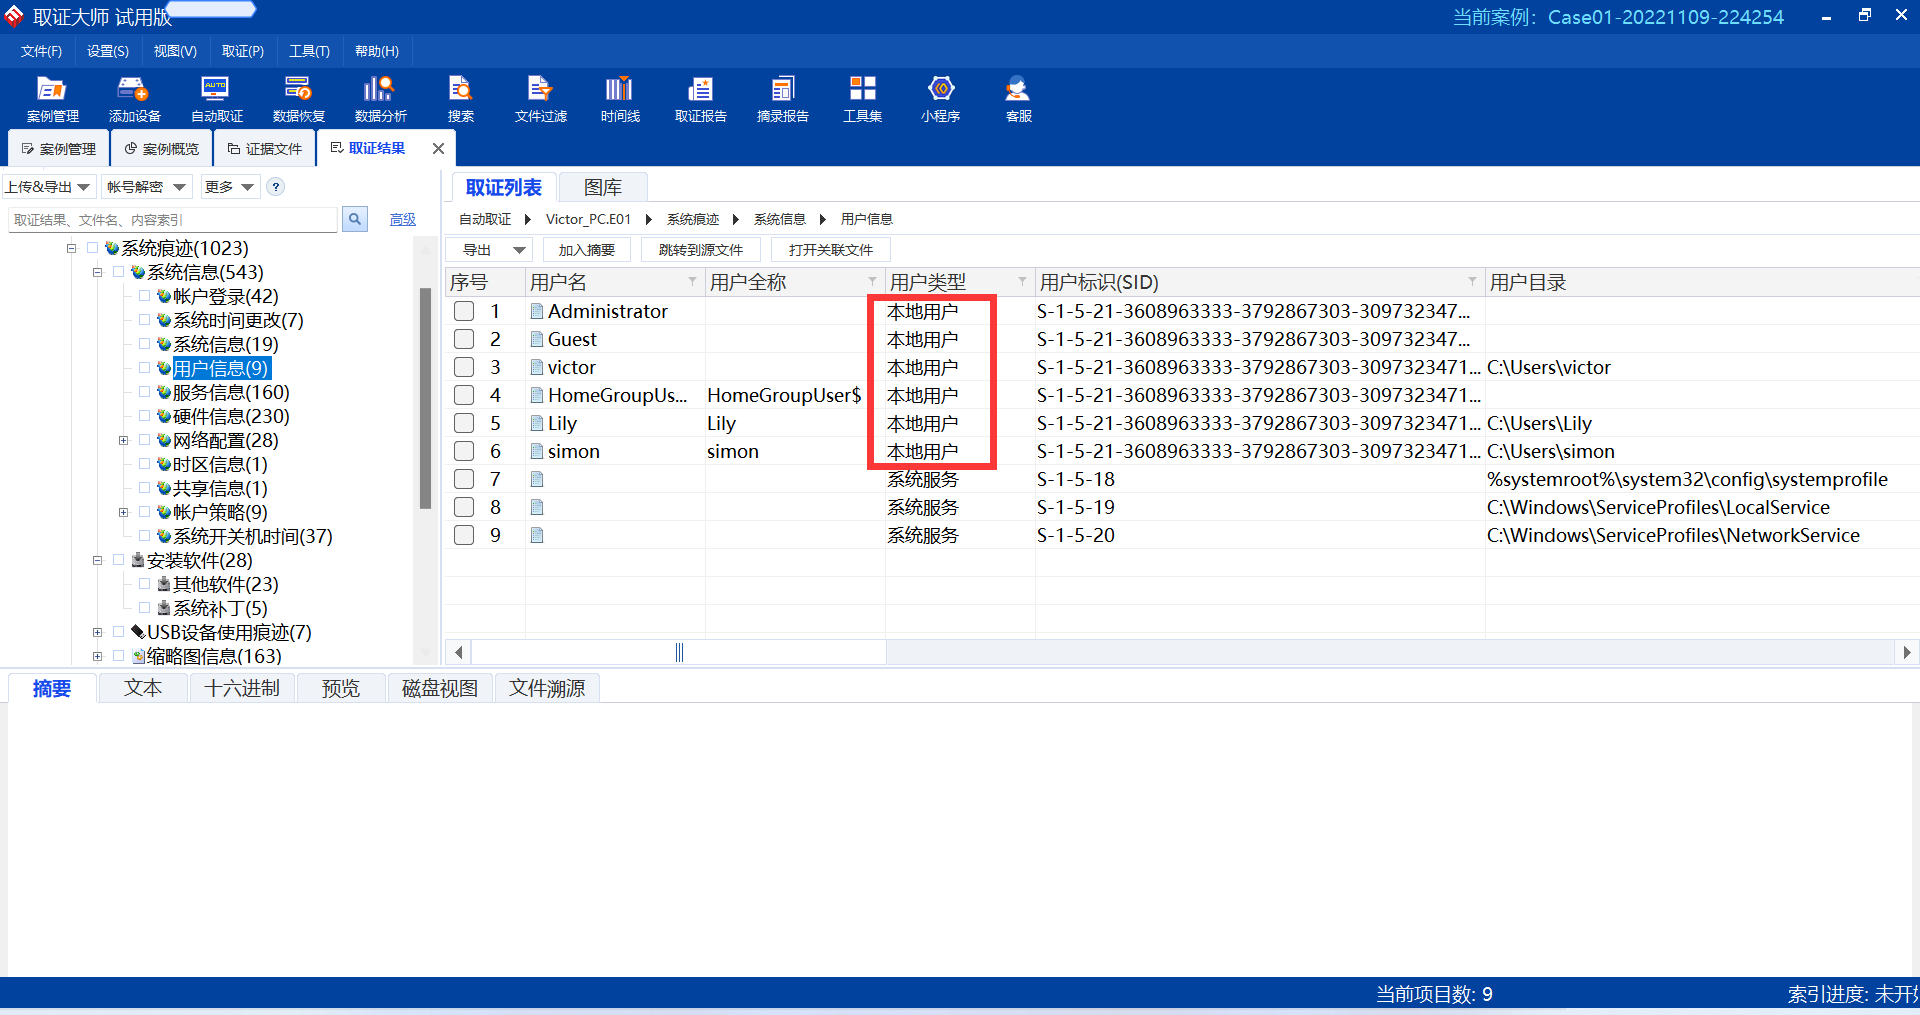 取证大师 试用版
当前案例： Case01-20221109-224254
文件(F) 设置(S) 视图(V) 取证(P) 工具(T) 帮助(H)
案例管理 添加设备 自动取证 数据恢复 数据分析 搜索 文件过滤 时间线 取证报告 摘录报告 工具集 小程序 客服
案例管理 案例概览 证据文件 取证结果
上传&导出 帐号解密 更多 ?
取证结果、文件名、内容索引 高级
系统痕迹(1023)
系统信息(543)
帐户登录(42)
系统时间更改(7)
系统信息(19)
用户信息(9)
服务信息(160)
硬件信息(230)
网络配置(28)
时区信息(1)
共享信息(1)
帐户策略(9)
系统开关机时间(37)
安装软件(28)
其他软件(23)
系统补丁(5)
USB设备使用痕迹(7)
缩略图信息(163)
取证列表 图库
自动取证 Victor_PC.E01 系统痕迹 系统信息 用户信息
导出 加入摘要 跳转到源文件 打开关联文件
序号 用户名 用户全称 用户类型 用户标识(SID) 用户目录
1 Administrator 本地用户 S-1-5-21-3608963333-3792867303-309732347...
2 Guest 本地用户 S-1-5-21-3608963333-3792867303-309732347...
3 victor 本地用户 S-1-5-21-3608963333-3792867303-3097323471... C:\Users\victor
4 HomeGroupUs... HomeGroupUser$ 本地用户 S-1-5-21-3608963333-3792867303-3097323471...
5 Lily Lily 本地用户 S-1-5-21-3608963333-3792867303-3097323471... C:\Users\Lily
6 simon simon 本地用户 S-1-5-21-3608963333-3792867303-3097323471... C:\Users\simon
7 系统服务 S-1-5-18 %systemroot%\system32\config\systemprofile
8 系统服务 S-1-5-19 C:\Windows\ServiceProfiles\LocalService
9 系统服务 S-1-5-20 C:\Windows\ServiceProfiles\NetworkService
摘要 文本 十六进制 预览 磁盘视图 文件溯源
当前项目数: 9 索引进度: 未开